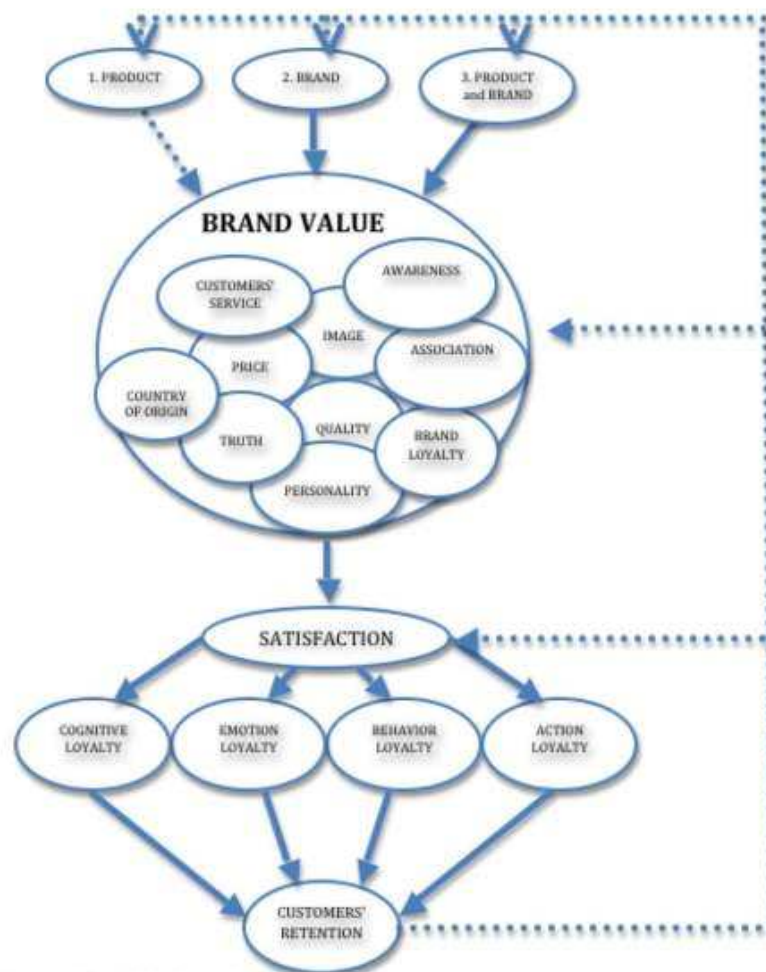 1. PRODUCT
2. BRAND
3. PRODUCT
and BRAND
BRAND VALUE
AWARENESS
CUSTOMERS'
SERVICE
IMAGE
ASSOCIATION
PRICE
COUNTRY
OF ORIGIN
QUALITY
TRUTH
BRAND
LOYALTY
PERSONALITY
SATISFACTION
COGNITIVE
LOYALTY
EMOTION
LOYALTY
BEHAVIOR
LOYALTY
ACTION
LOYALTY
CUSTOMERS'
RETENTION